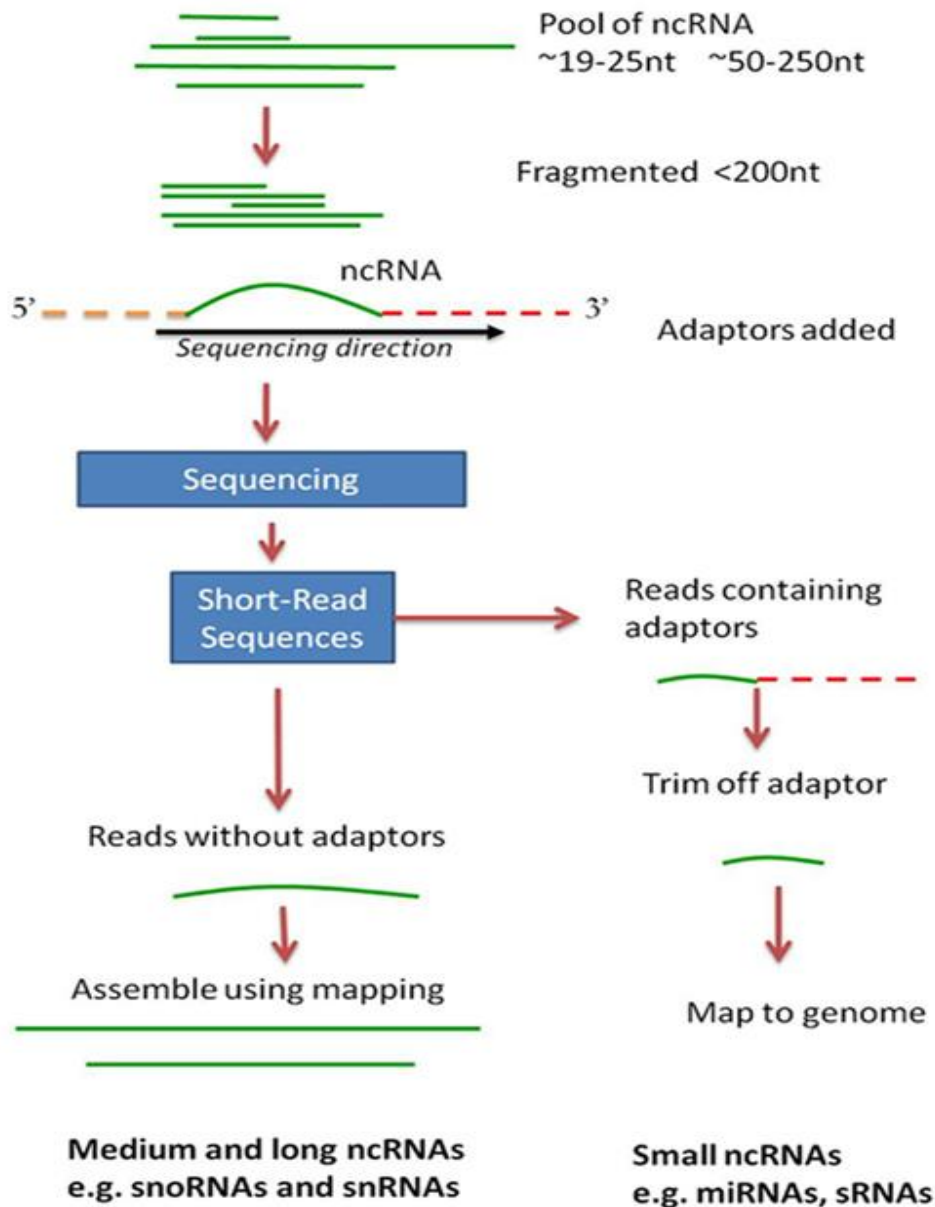 Pool of ncRNA
~19-25nt ~50-250nt
Fragmented <200nt
ncRNA
5’
3’
Adaptors added
Sequencing direction
Sequencing
Short-Read
Sequences
Reads containing
adaptors
Trim off adaptor
Reads without adaptors
Assemble using mapping
Map to genome
Medium and long ncRNAs
e.g. snoRNAs and snRNAs
Small ncRNAs
e.g. miRNAs, sRNAs